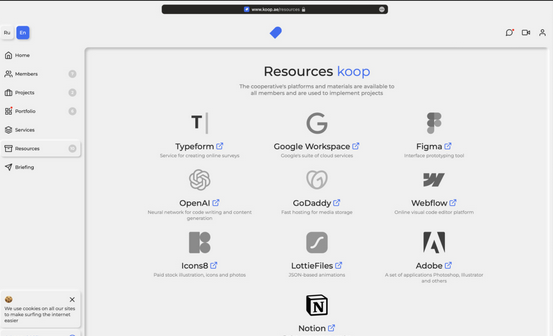 www.koop.ae/resources
Ru
En
Home
Members
Projects
Portfolio
Services
Resources
Briefing
Resources koop
The cooperative's platforms and materials are available to
all members and are used to implement projects
Typeform
Service for creating online surveys
Google Workspace
Google's suite of cloud services
Figma
Interface prototyping tool
OpenAI
Neural network for code writing and content
generation
GoDaddy
Fast hosting for media storage
Webflow
Online visual code editor platform
Icons8
Paid stock illustration, icons and photos
LottieFiles
JSON-based animations
Adobe
A set of applications Photoshop, Illustrator
and others
Notion
We use cookies on all our sites
to make surfing the internet
easier